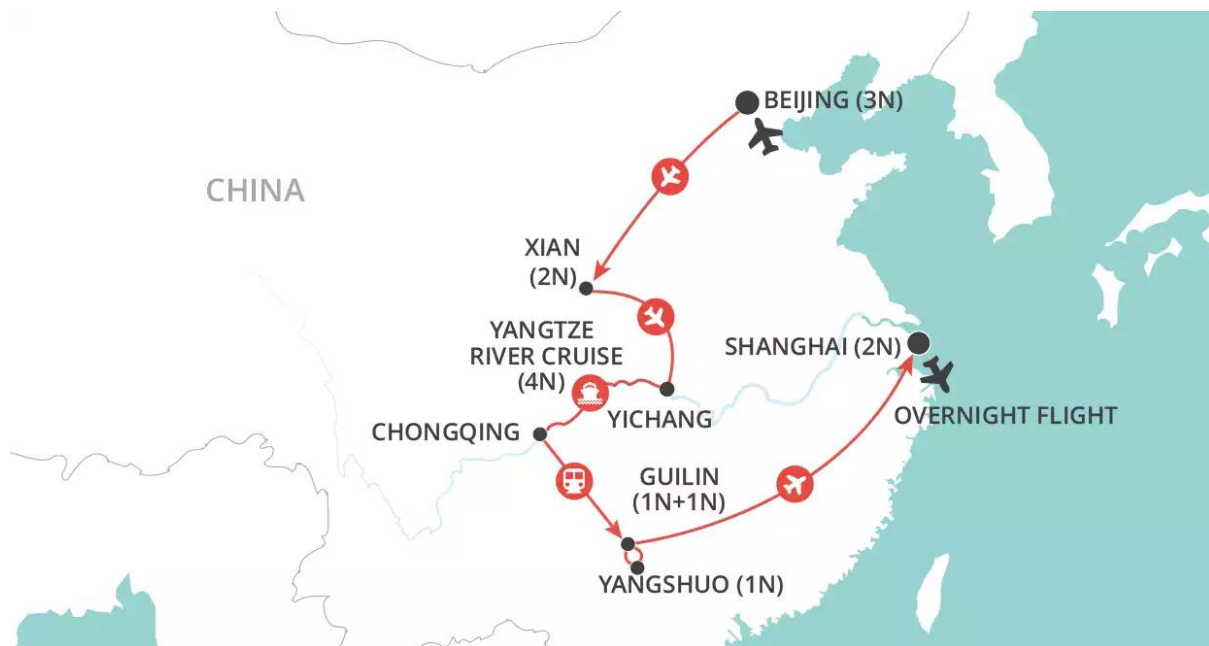 BEIJING (3N)
CHINA
XIAN
(2N)
YANGTZE
RIVER CRUISE
(4N)
SHANGHAI (2N)
YICHANG
OVERNIGHT FLIGHT
CHONGQING
GUILIN
(1N+1N)
YANGSHUO (1N)